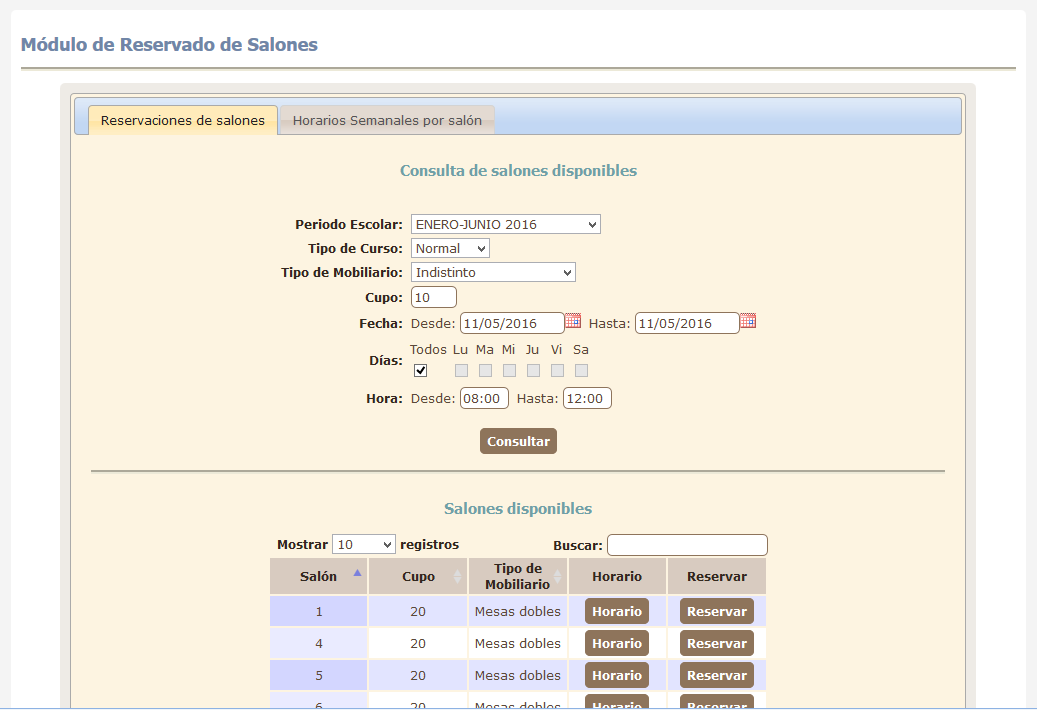 Módulo de Reservado de Salones
Reservaciones de salones Horarios Semanales por salón
Consulta de salones disponibles
Periodo Escolar: ENERO-JUNIO 2016
Tipo de Curso: Normal
Tipo de Mobiliario: Indistinto
Cupo: 10
Fecha: Desde: 11/05/2016 Hasta: 11/05/2016
Todos Lu Ma Mi Ju Vi Sa
Días:
Hora: Desde: 08:00 Hasta: 12:00
Consultar
Salones disponibles
Mostrar 10 registros Buscar:
Salón Cupo Tipo de Mobiliario Horario Reservar
1 20 Mesas dobles Horario Reservar
4 20 Mesas dobles Horario Reservar
5 20 Mesas dobles Horario Reservar
6 20 Mesas dobles Horario Reservar